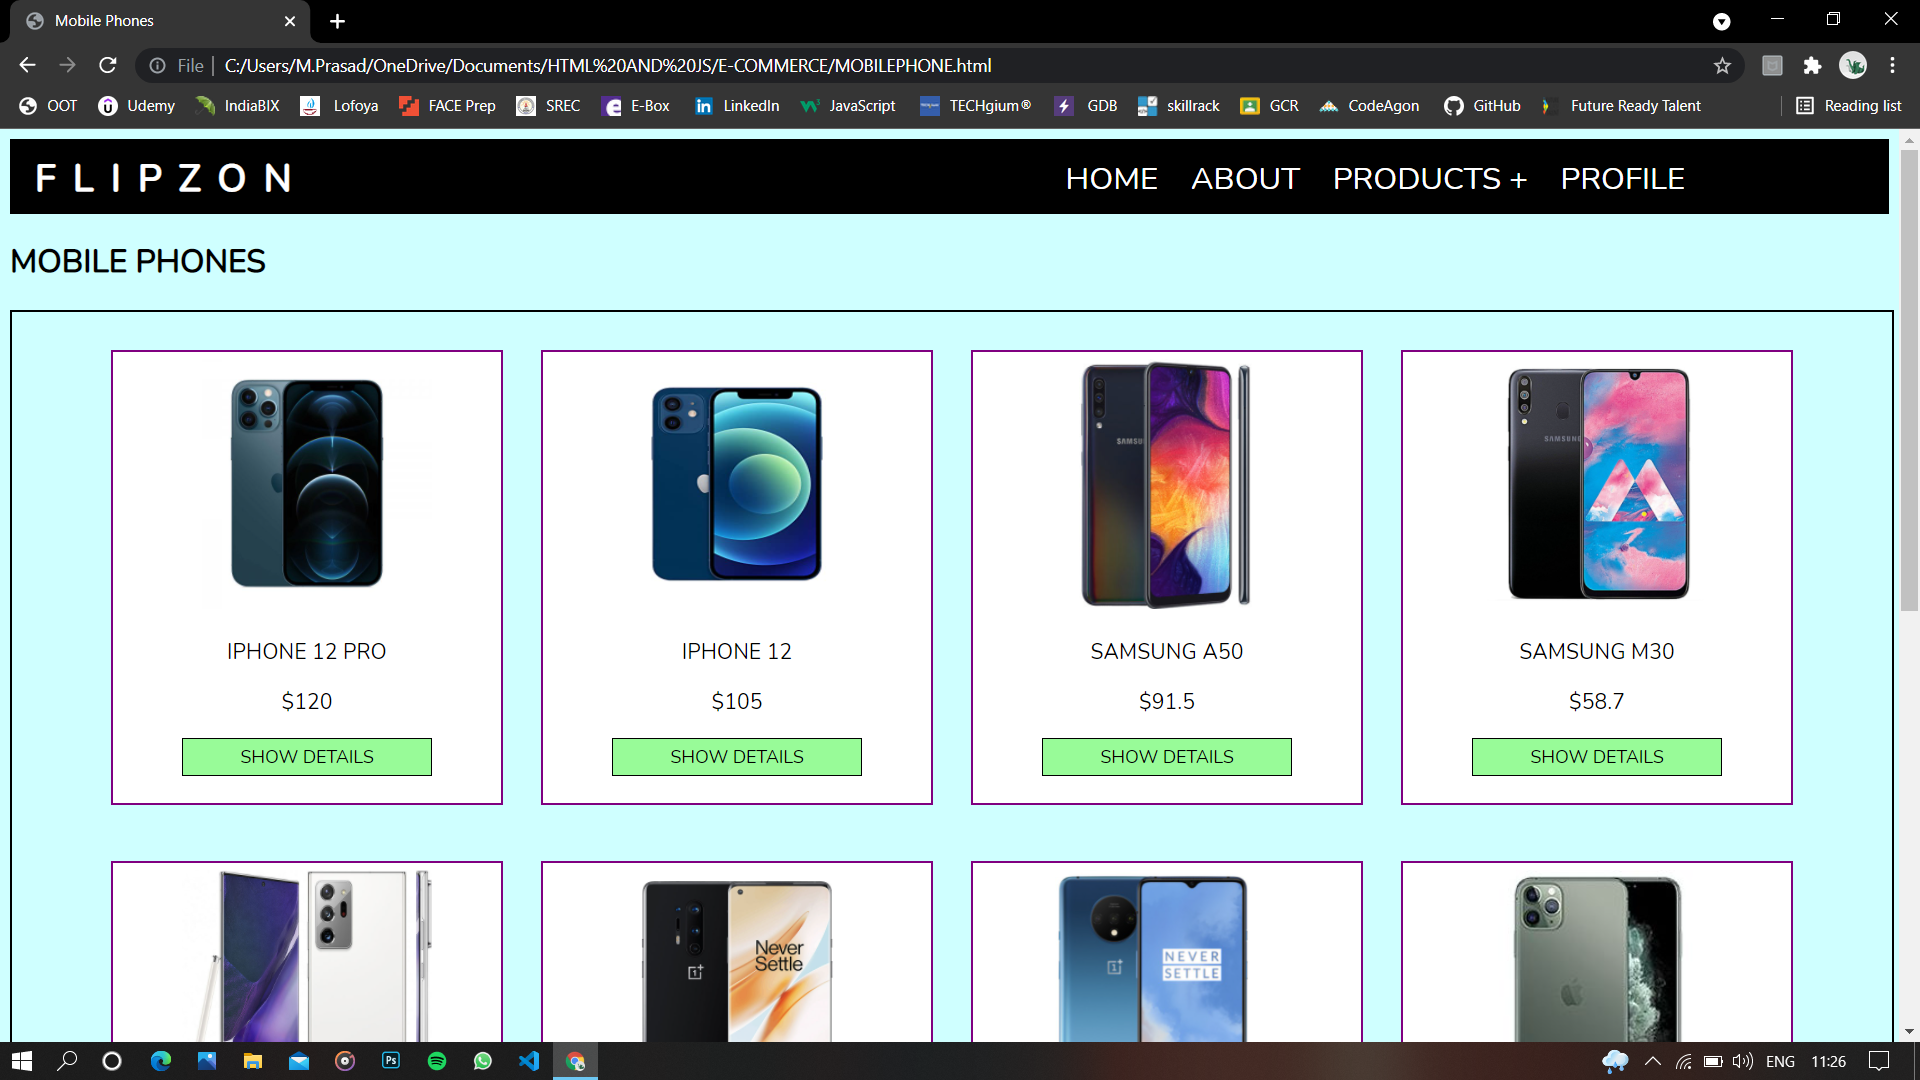 Mobile Phones
File
C:/Users/M.Prasad/OneDrive/Documents/HTML%20AND%20JS/E-COMMERCE/MOBILEPHONE.html
OOT Udemy IndiaBIX Lofoya FACE Prep SREC E-Box LinkedIn JavaScript TECHgium® GDB skillrack GCR CodeAgon GitHub Future Ready Talent Reading list
FLIPZON HOME ABOUT PRODUCTS + PROFILE
MOBILE PHONES
SAMSUNG
IPHONE 12 PRO IPHONE 12 SAMSUNG A50 SAMSUNG M30
$120 $105 $91.5 $58.7
SHOW DETAILS SHOW DETAILS SHOW DETAILS SHOW DETAILS
Never
Settle
NEVER
SETTLE
Ps
ENG 11:26